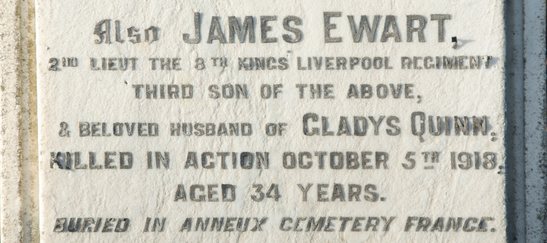 Also JAMES EWART,
2ND LIEUT THE 8TH KINGS LIVERPOOL REGIMENT
THIRD SON OF THE ABOVE,
& BELOVED HUSBAND OF GLADYS QUINN,
KILLED IN ACTION OCTOBER 5TH 1918,
AGED 34 YEARS.
BURIED IN ANNEUX CEMETERY FRANCE.